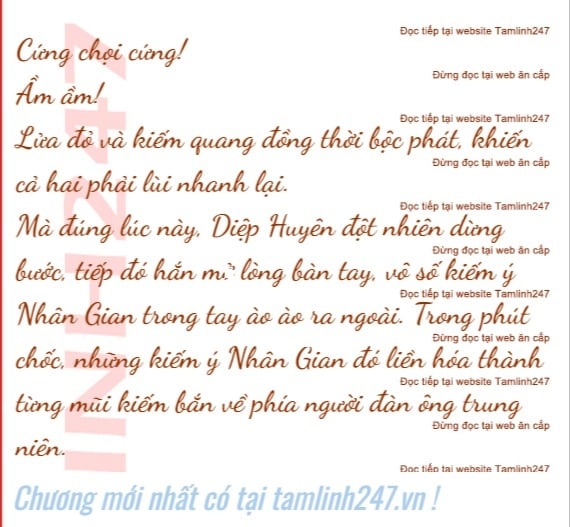 Đọc tiếp tại website Tamlinh247
Cứng chọi cứng!
Đừng đọc tại web ăn cắp
Ầm ầm!
Đọc tiếp tại website Tamlinh247
Lửa đỏ và kiếm quang đồng thời bộc phát, khiến
Đừng đọc tại web ăn cắp
cả hai phải lùi nhanh lại.
Đọc tiếp tại website Tamlinh247
Mà đúng lúc này, Diệp Huyên đột nhiên dừng
Đừng đọc tại web ăn cắp
bước, tiếp đó hắn lòng bàn tay, vô số kiếm ý
Đọc tiếp tại website Tamlinh247
Nhân Gian trong tay ào ào ra ngoài. Trong phút
Đừng đọc tại web ăn cắp
chốc, những kiếm ý Nhân Gian đó liền hóa thành
Đọc tiếp tại website Tamlinh247
từng mũi kiếm bắn về phía người đàn ông trung
Đừng đọc tại web ăn cắp
niên.
Đọc tiếp tại website Tamlinh247
Chương mới nhất có tại tamlinh247.vn !
INH247